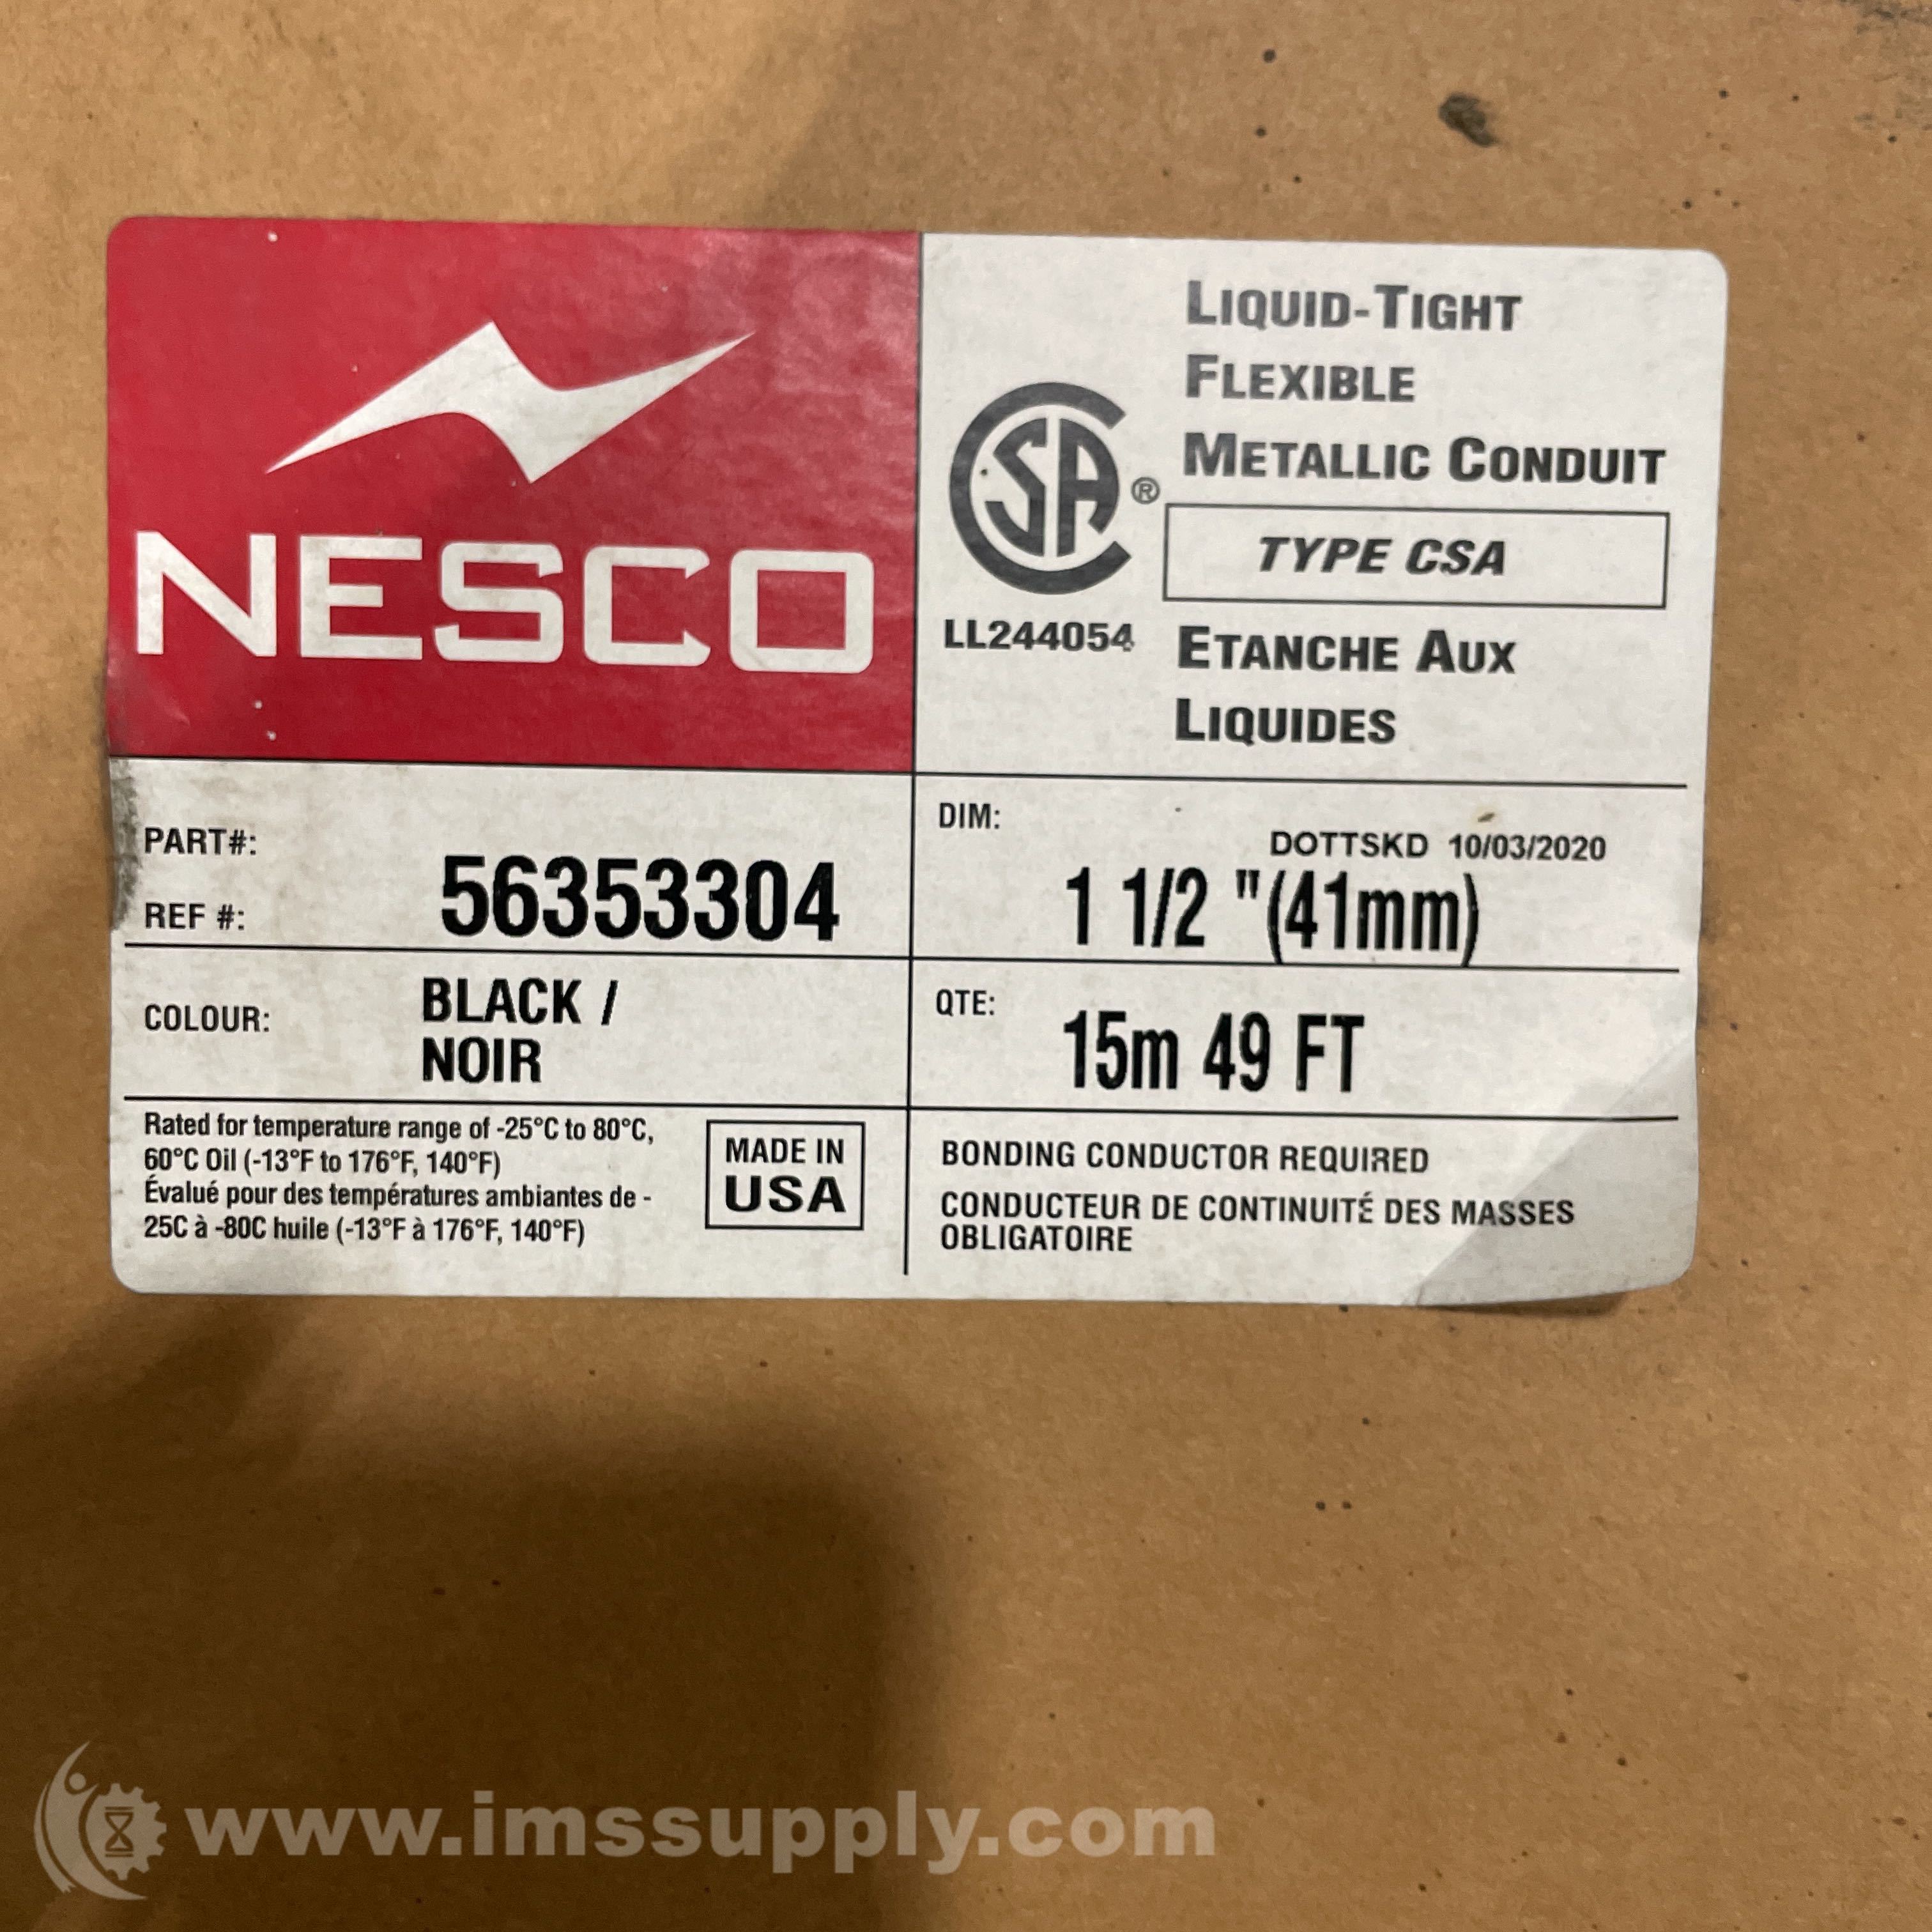 NESCO
LIQUID-TIGHT
FLEXIBLE
METALLIC CONDUIT
CSA ®
TYPE CSA
LL244054
ETANCHE AUX
LIQUIDES
PART#:
REF #:
56353304
DIM:
DOTTSKD 10/03/2020
1 1/2 "(41mm)
COLOUR:
BLACK /
NOIR
QTE:
15m 49 FT
Rated for temperature range of -25°C to 80°C,
60°C Oil (-13°F to 176°F, 140°F)
Évalué pour des températures ambiantes de -
25C à -80C huile (-13°F à 176°F, 140°F)
MADE IN
USA
BONDING CONDUCTOR REQUIRED
CONDUCTEUR DE CONTINUITÉ DES MASSES
OBLIGATOIRE
www.imssupply.com